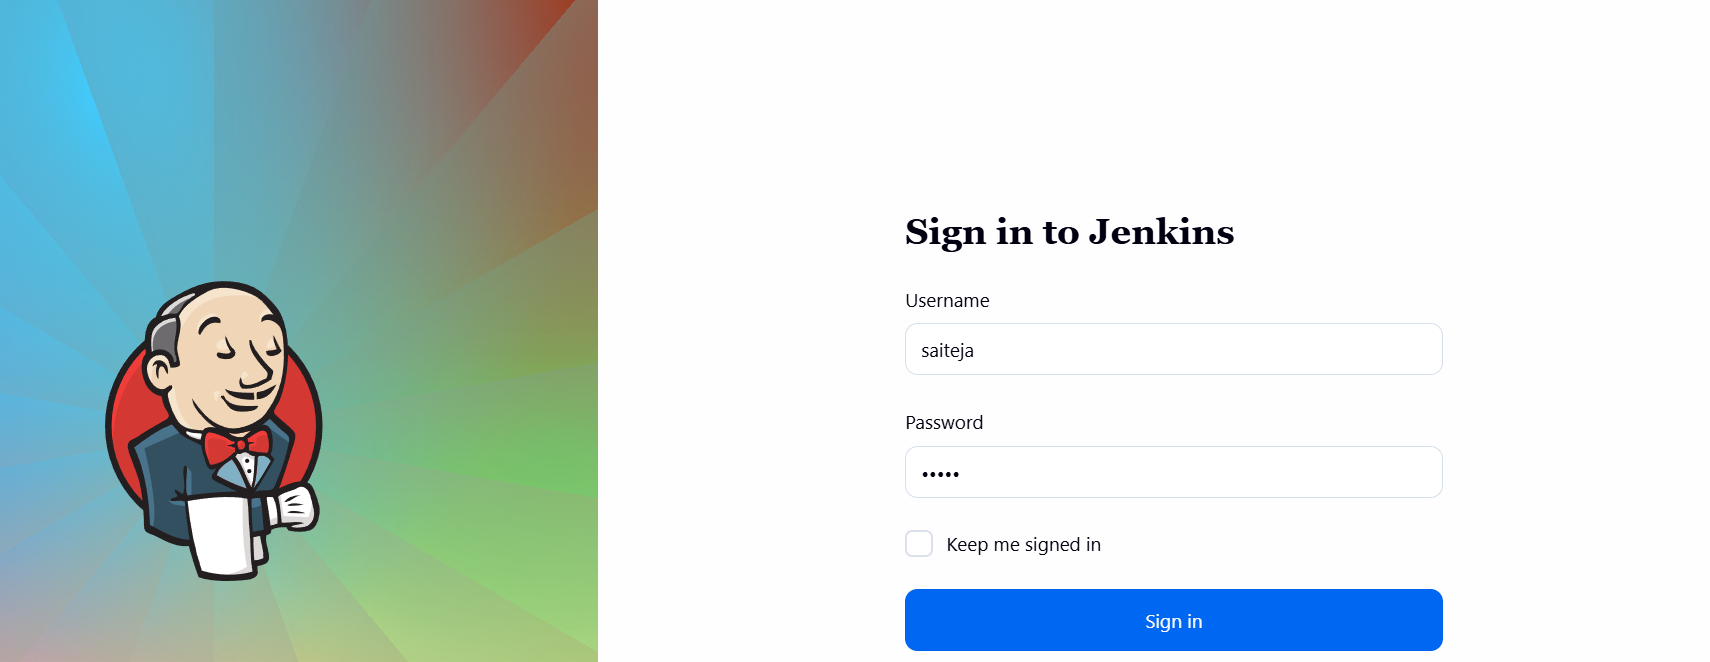 Sign in to Jenkins
Username
saiteja
Password
•••••
Keep me signed in
Sign in